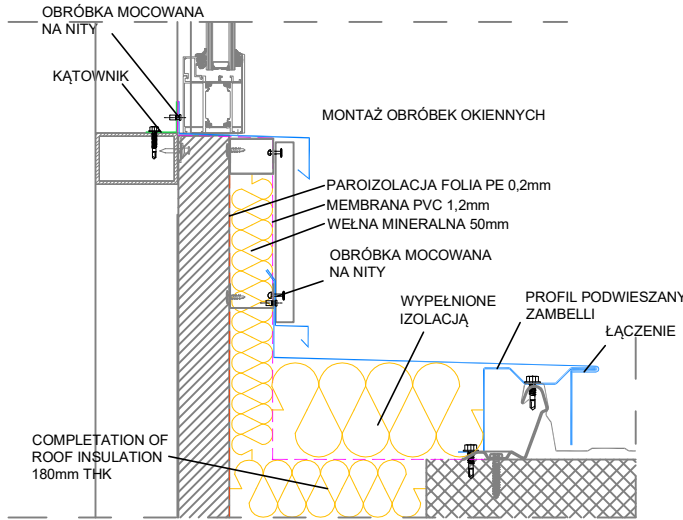 OBRÓBKA MOCOWANA
NA NITY
KĄTOWNIK
MONTAŻ OBRÓBEK OKIENNYCH
PAROIZOLACJA FOLIA PE 0,2mm
MEMBRANA PVC 1,2mm
WEŁNA MINERALNA 50mm
OBRÓBKA MOCOWANA
NA NITY
WYPEŁNIONE
IZOLACJĄ
PROFIL PODWIESZANY
ZAMBELLI
ŁĄCZENIE
COMPLETATION OF
ROOF INSULATION
180mm THK